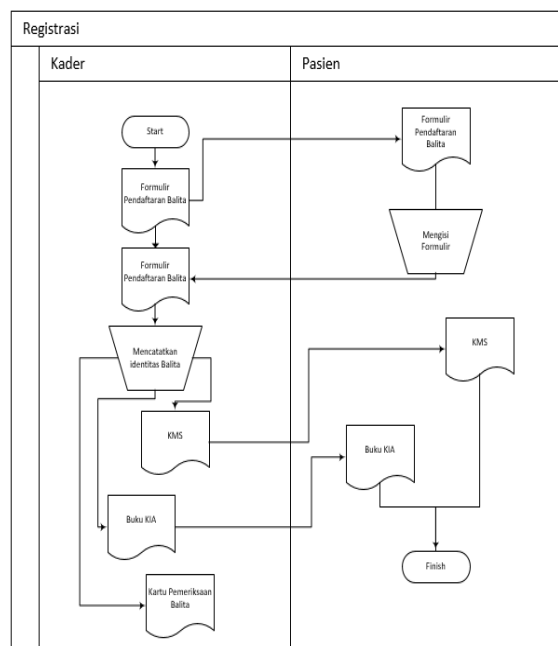 Registrasi
Kader
Pasien
Start
Formulir
Pendaftaran
Balita
Formulir
Pendaftaran Balita
Mengisi
Formulir
Formulir
Pendaftaran Balita
Mencatatkan
identitas Balita
KMS
KMS
Buku KIA
Buku KIA
Finish
Kartu Pemeriksaan
Balita